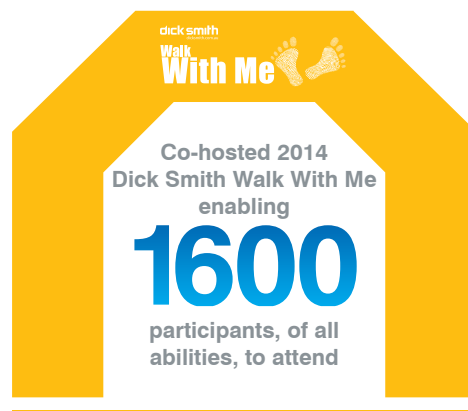 dick smith
Walk
With Me
Co-hosted 2014
Dick Smith Walk With Me
enabling
1600
participants, of all
abilities, to attend